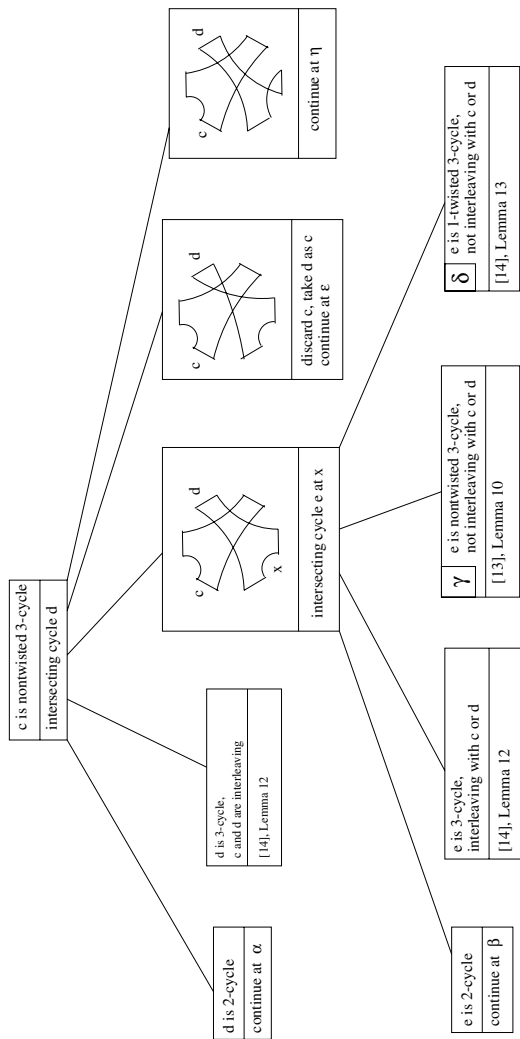 c is nontwisted 3-cycle
intersecting cycle d
d is 2-cycle
continue at α
d is 3-cycle,
c and d are interleaving
[14], Lemma 12
c
d
x
intersecting cycle e at x
c
d
discard c, take d as c
continue at ε
c
d
continue at η
e is 2-cycle
continue at β
e is 3-cycle,
interleaving with c or d
[14], Lemma 12
γ
e is nontwisted 3-cycle,
not interleaving with c or d
[13], Lemma 10
δ
e is 1-twisted 3-cycle,
not interleaving with c or d
[14], Lemma 13